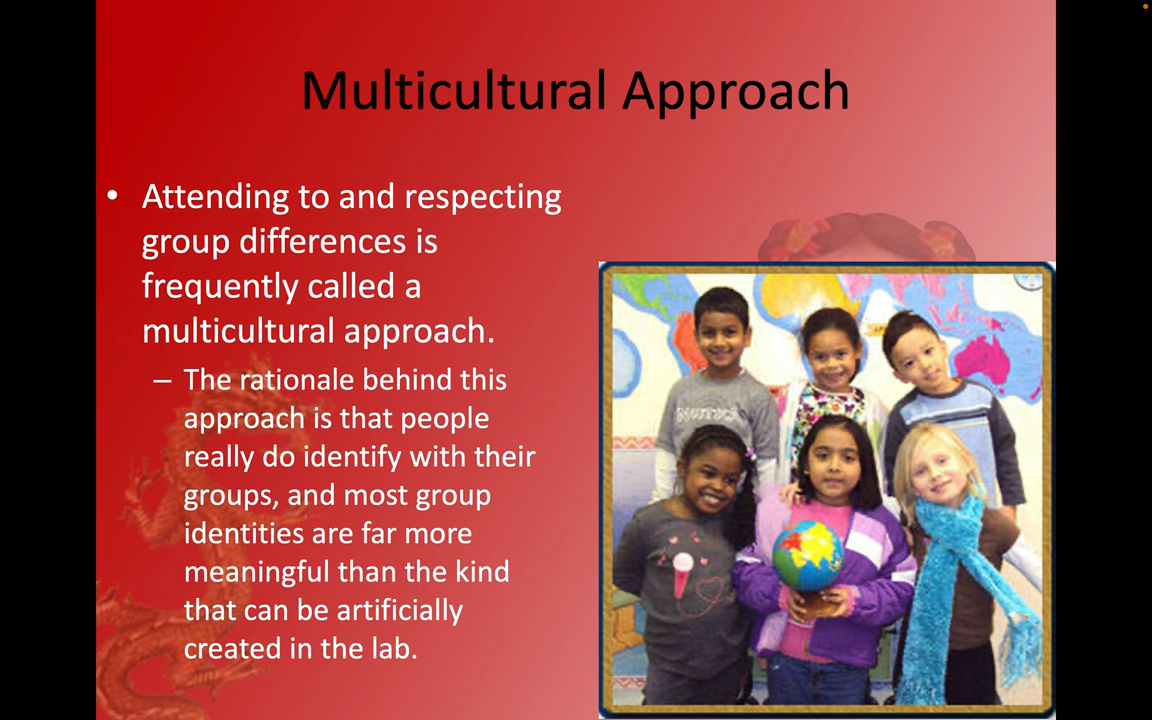 Multicultural Approach
• Attending to and respecting
group differences is
frequently called a
multicultural approach.
– The rationale behind this
approach is that people
really do identify with their
groups, and most group
identities are far more
meaningful than the kind
that can be artificially
created in the lab.